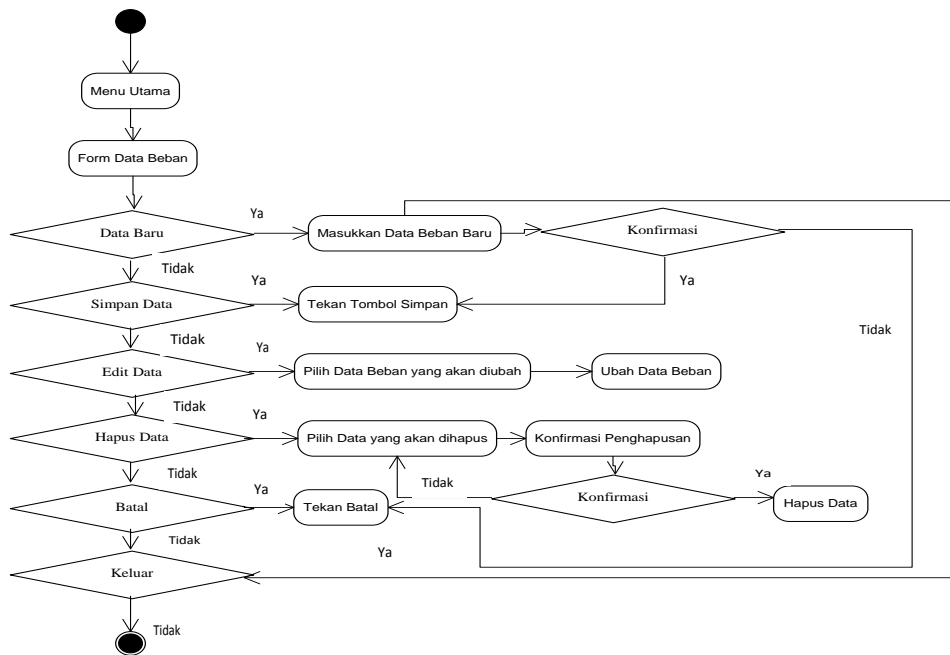 Menu Utama
Form Data Beban
Data Baru
Ya
Masukkan Data Beban Baru
Konfirmasi
Tidak
Ya
Simpan Data
Ya
Tekan Tombol Simpan
Tidak
Tidak
Edit Data
Ya
Pilih Data Beban yang akan diubah
Ubah Data Beban
Tidak
Hapus Data
Ya
Pilih Data yang akan dihapus
Konfirmasi Penghapusan
Tidak
Tidak
Konfirmasi
Ya
Hapus Data
Batal
Ya
Tekan Batal
Tidak
Ya
Keluar
Tidak